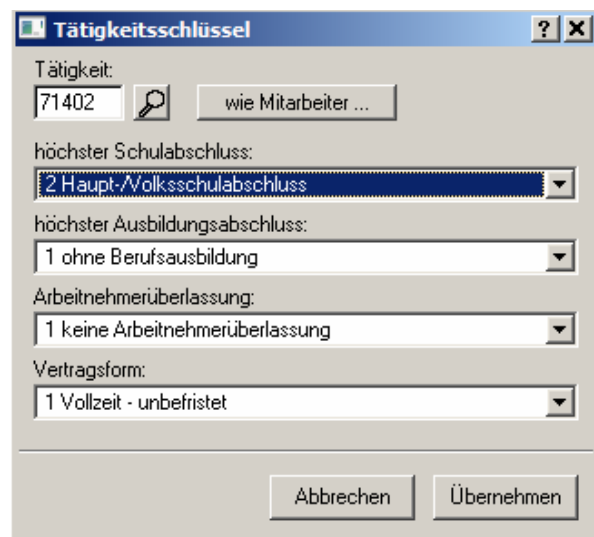 Tätigkeitsschlüssel
Tätigkeit:
71402 wie Mitarbeiter ...
höchster Schulabschluss:
2 Haupt-/Volksschulabschluss
höchster Ausbildungsabschluss:
1 ohne Berufsausbildung
Arbeitnehmerüberlassung:
1 keine Arbeitnehmerüberlassung
Vertragsform:
1 Vollzeit - unbefristet
Abbrechen Übernehmen